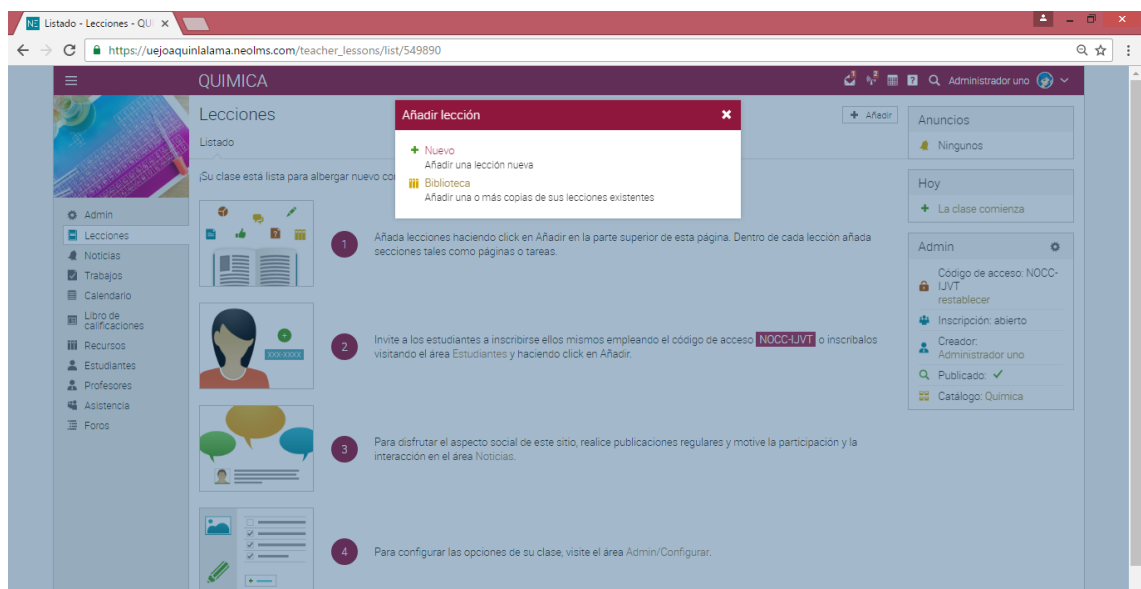 Listado - Lecciones - QUI
https://uejoaquinlalama.neolms.com/teacher_lessons/list/549890
QUIMICA
Administrador uno
Lecciones
Añadir
Listado
¡Su clase está lista para albergar nuevo
Añadir lección
Nuevo
Añadir una lección nueva
Biblioteca
Añadir una o más copias de sus lecciones existentes
Admin
Lecciones
Noticias
Trabajos
Calendario
Libro de
calificaciones
Recursos
Estudiantes
Profesores
Asistencia
Foros
1
Añada lecciones haciendo click en Añadir en la parte superior de esta página. Dentro de cada lección añada
secciones tales como páginas o tareas.
XXX-XXXX
2
Invite a los estudiantes a inscribirse ellos mismos empleando el código de acceso NOCC-IJVT o inscríbalos
visitando el área Estudiantes y haciendo click en Añadir.
3
Para disfrutar el aspecto social de este sitio, realice publicaciones regulares y motive la participación y la
interacción en el área Noticias.
4
Para configurar las opciones de su clase, visite el área Admin/Configurar.
Anuncios
Ningunos
Hoy
La clase comienza
Admin
Código de acceso: NOCC-
IJVT
restablecer
Inscripción: abierto
Creador:
Administrador uno
Publicado:
Catálogo: Química